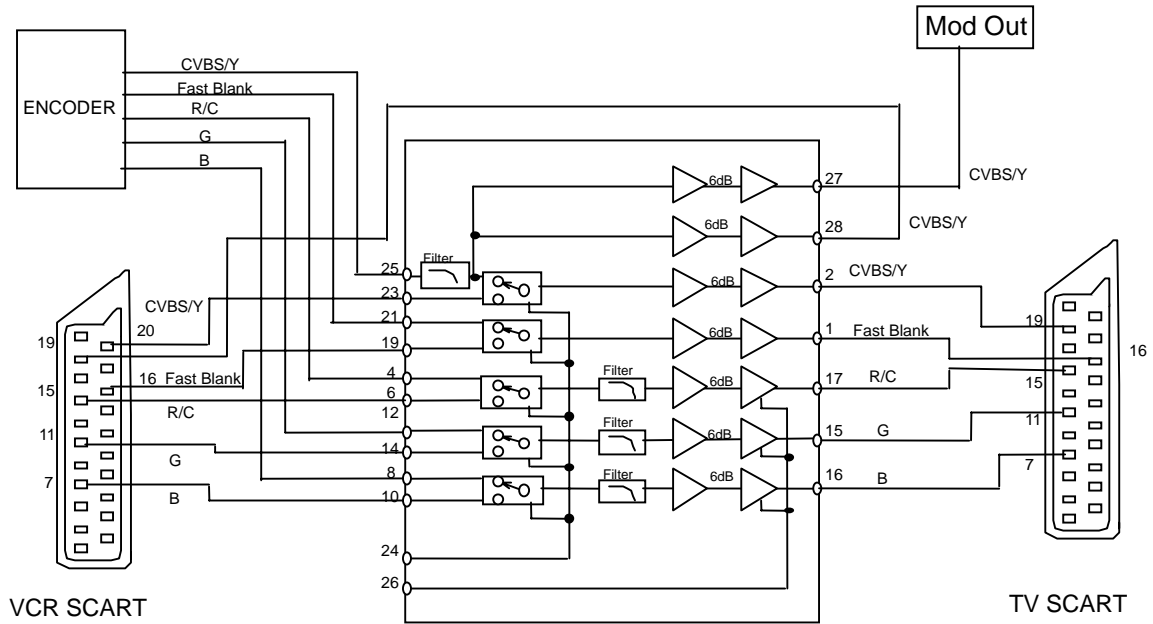 Mod Out
ENCODER
CVBS/Y
Fast Blank
R/C
G
B
6dB
27
CVBS/Y
6dB
28
CVBS/Y
25
Filter
23
6dB
2
CVBS/Y
CVBS/Y
20
21
19
6dB
1
Fast Blank
19
16
19
16 Fast Blank
4
Filter
6dB
17
R/C
15
15
6
R/C
12
Filter
6dB
15
G
11
11
14
G
8
Filter
6dB
16
B
7
7
B
10
24
26
VCR SCART
TV SCART